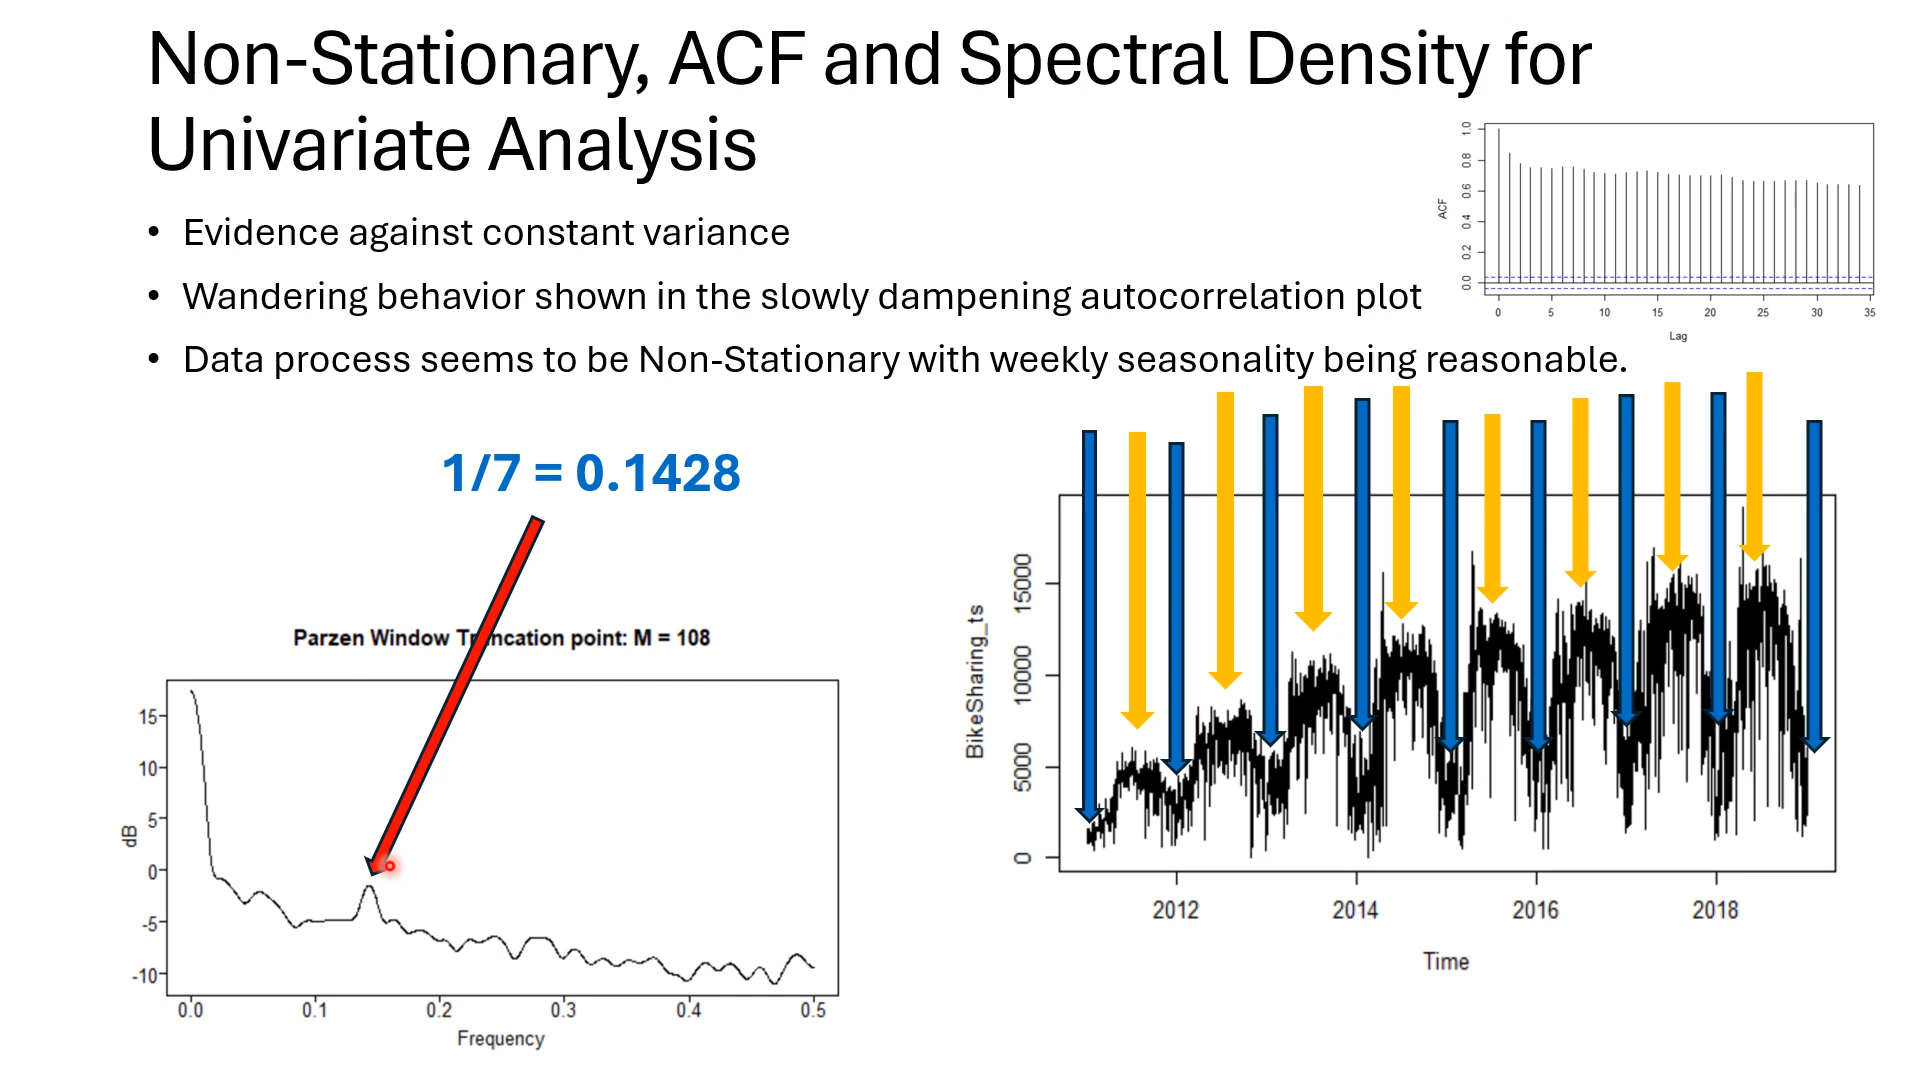 Non-Stationary, ACF and Spectral Density for
Univariate Analysis
• Evidence against constant variance
• Wandering behavior shown in the slowly dampening autocorrelation plot
• Data process seems to be Non-Stationary with weekly seasonality being reasonable.
ACF
1.0
0.8
0.6
0.4
0.2
0.0
0 5 10 15 20 25 30 35
Lag
1/7 = 0.1428
Parzen Window Truncation point: M = 108
dB
15
10
5
0
-5
-10
0.0 0.1 0.2 0.3 0.4 0.5
Frequency
BikeSharing_ts
15000
10000
5000
0
2012 2014 2016 2018
Time